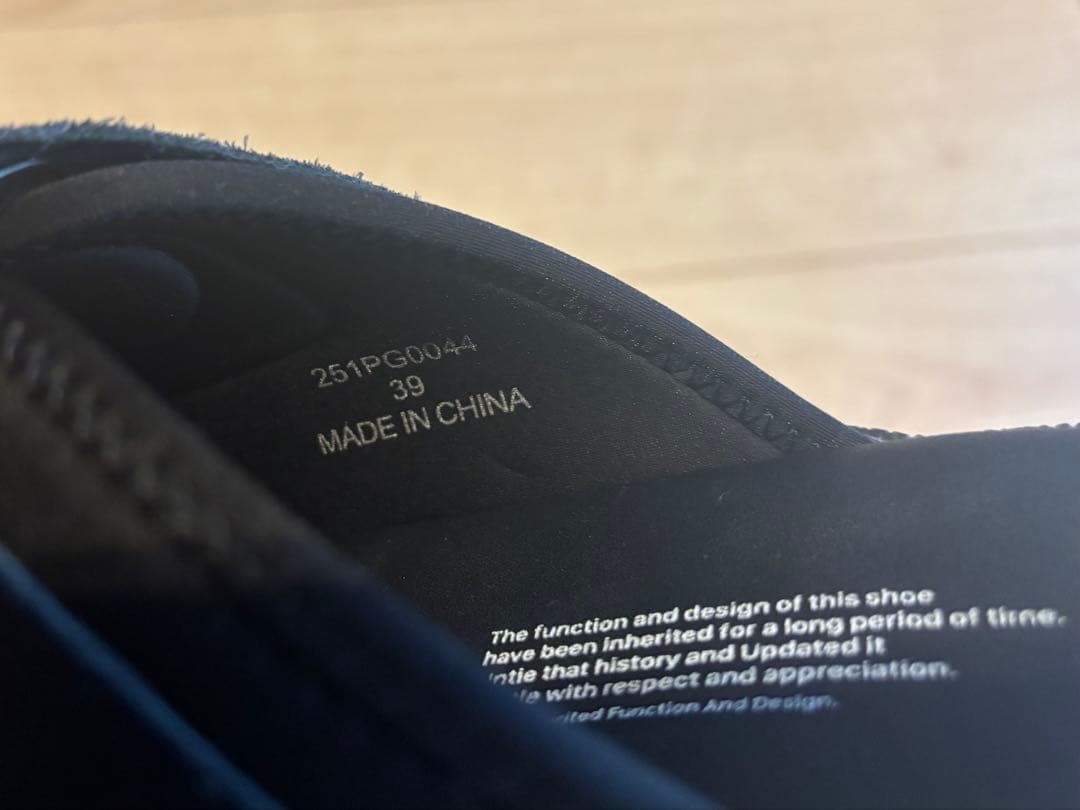 251PG0044
39
MADE IN CHINA
The function and design of this shoe
have been inherited for a long period of time.
that history and Updated it
with respect and appreciation.
Function And Design.